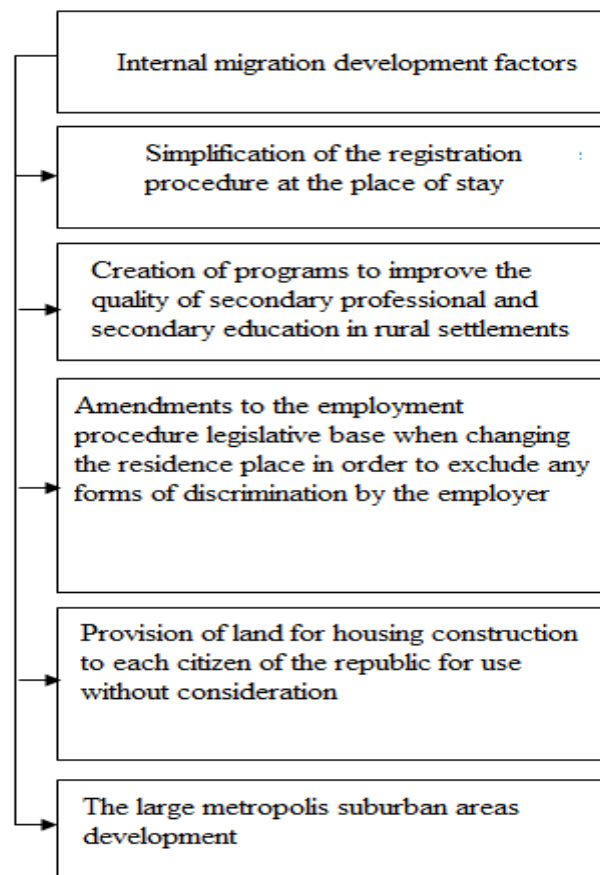 Internal migration development factors
Simplification of the registration
procedure at the place of stay
Creation of programs to improve the
quality of secondary professional and
secondary education in rural settlements
Amendments to the employment
procedure legislative base when changing
the residence place in order to exclude any
forms of discrimination by the employer
Provision of land for housing construction
to each citizen of the republic for use
without consideration
The large metropolis suburban areas
development